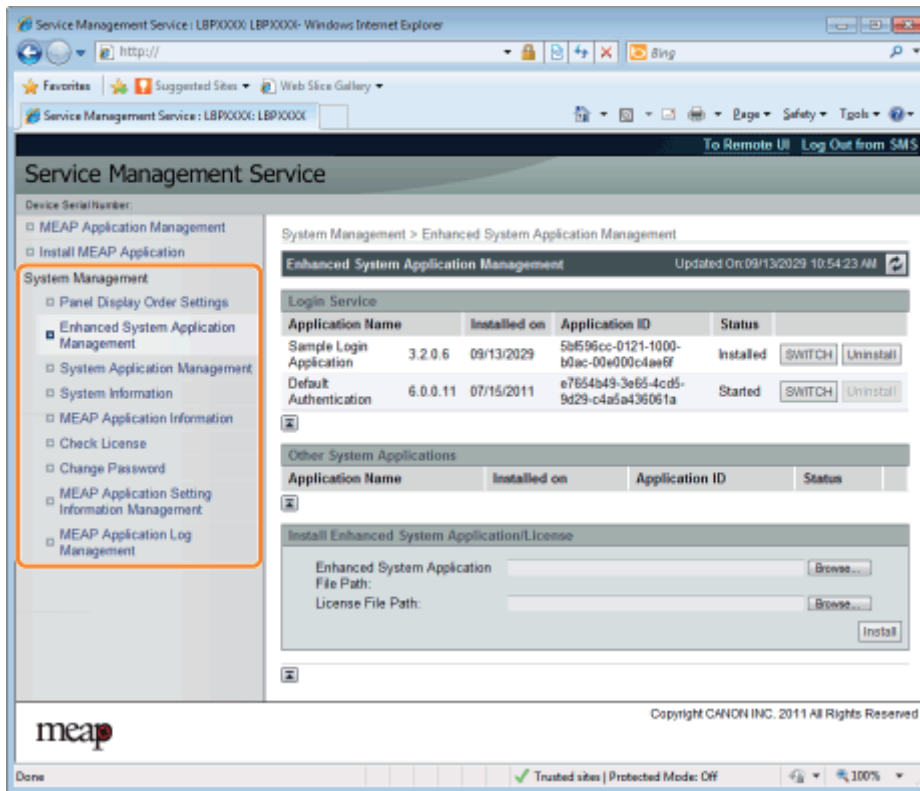 Service Management Service : LBPXXXX: LBPXXXX- Windows Internet Explorer
http://
Bing
Favorites
Suggested Sites
Web Slice Gallery
Service Management Service : LBPXXXX: LBPXXXX
Page
Safety
Tools
To Remote UI
Log Out from SMS
Service Management Service
Device Serial Number:
MEAP Application Management
Install MEAP Application
System Management
Panel Display Order Settings
Enhanced System Application
Management
System Application Management
System Information
MEAP Application Information
Check License
Change Password
MEAP Application Setting
Information Management
MEAP Application Log
Management
System Management > Enhanced System Application Management
Enhanced System Application Management
Updated On:09/13/2029 10:54:23 AM
Login Service
Application Name Installed on Application ID Status
Sample Login
Application 3.2.0.6 09/13/2029 5bf596cc-0121-1000-
b0ac-00e000c4ae6f Installed SWITCH Uninstall
Default
Authentication 6.0.0.11 07/15/2011 e7654b49-3e65-4cd5-
9d29-c4a5a436061a Started SWITCH Uninstall
Other System Applications
Application Name Installed on Application ID Status
Install Enhanced System Application/License
Enhanced System Application
File Path:
Browse...
License File Path:
Browse...
Install
Copyright CANON INC. 2011 All Rights Reserved
meap
Done
Trusted sites | Protected Mode: Off
100%